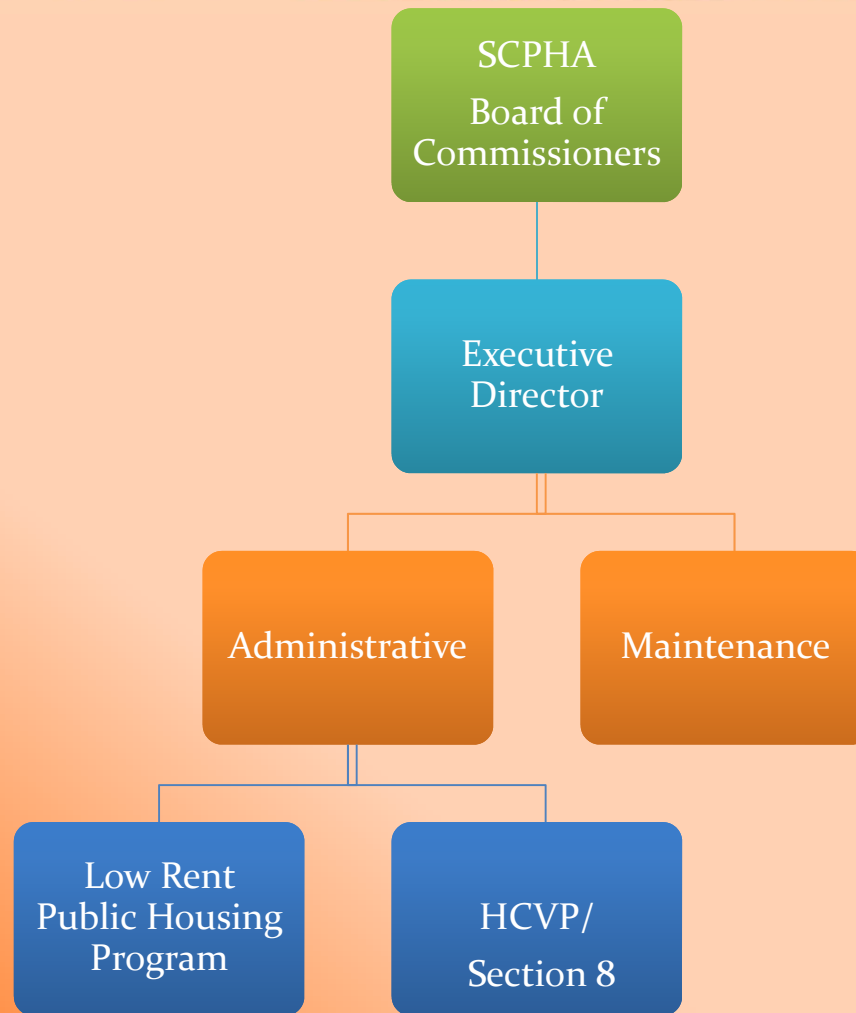 SCPHA
Board of
Commissioners
Executive
Director
Administrative
Maintenance
Low Rent
Public Housing
Program
HCVP/
Section 8